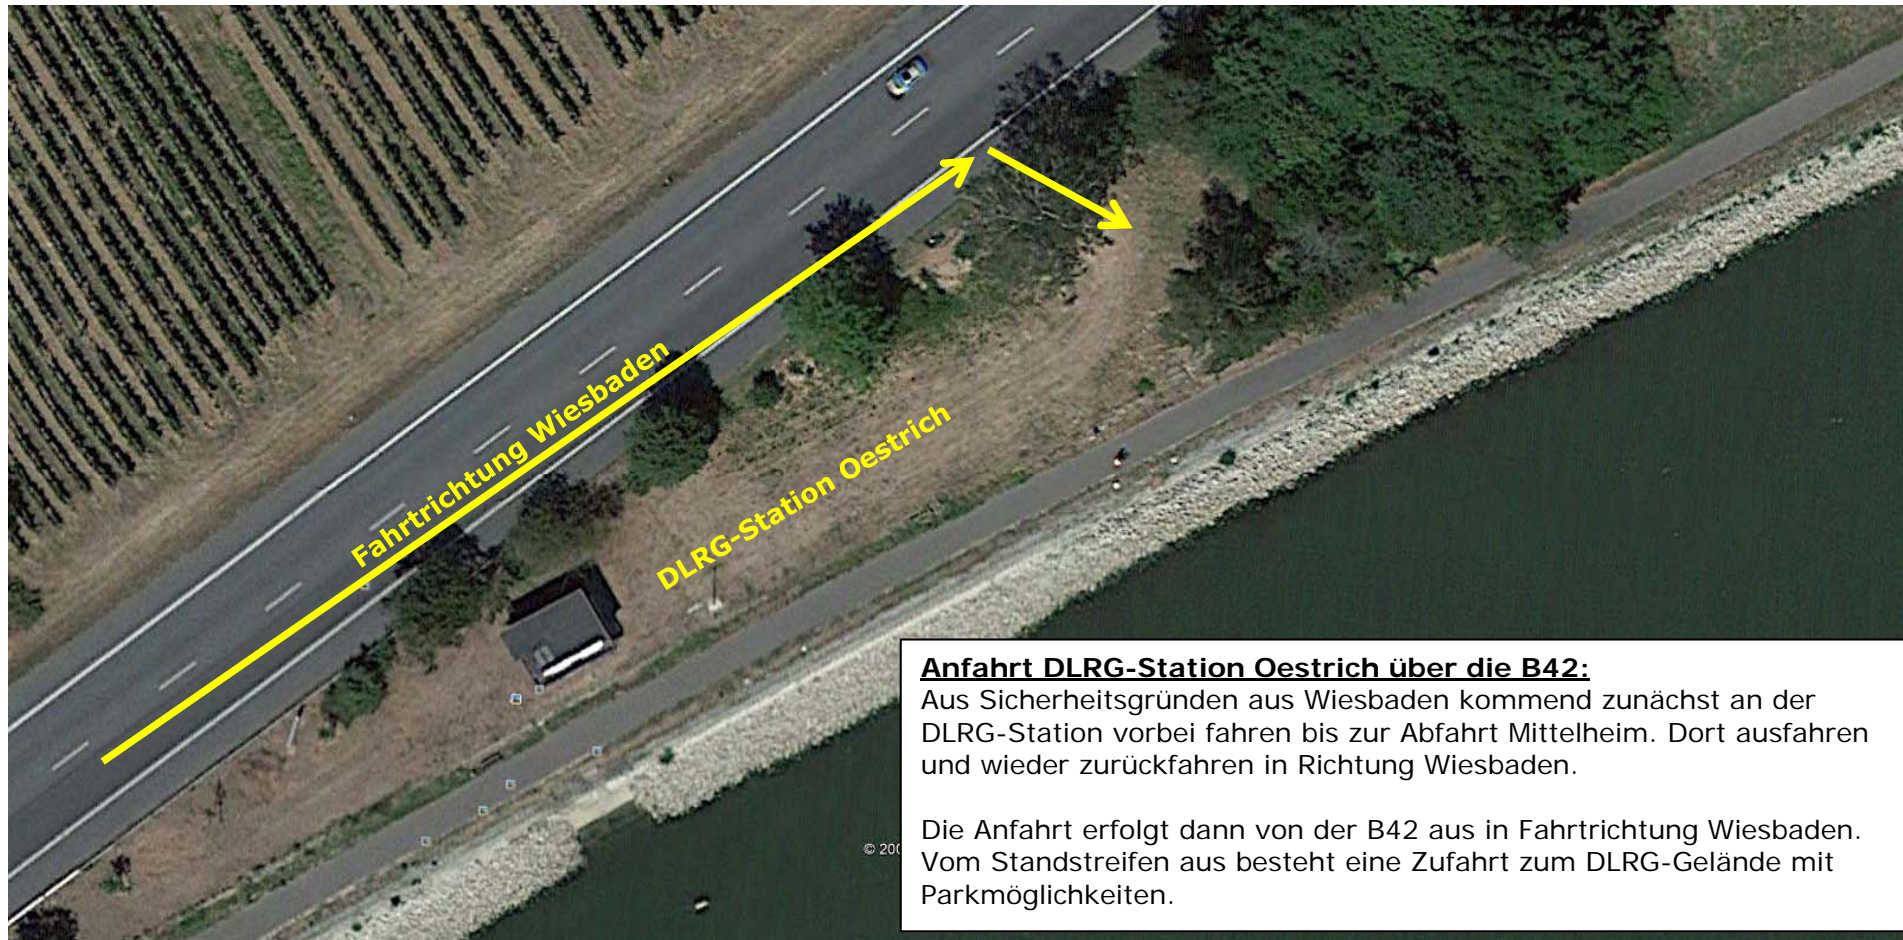 Fahrtrichtung Wiesbaden
DLRG-Station Oestrich
Anfahrt DLRG-Station Oestrich über die B42:
Aus Sicherheitsgründen aus Wiesbaden kommend zunächst an der
DLRG-Station vorbei fahren bis zur Abfahrt Mittelheim. Dort ausfahren
und wieder zurückfahren in Richtung Wiesbaden.
Die Anfahrt erfolgt dann von der B42 aus in Fahrtrichtung Wiesbaden.
Vom Standstreifen aus besteht eine Zufahrt zum DLRG-Gelände mit
Parkmöglichkeiten.
© 200